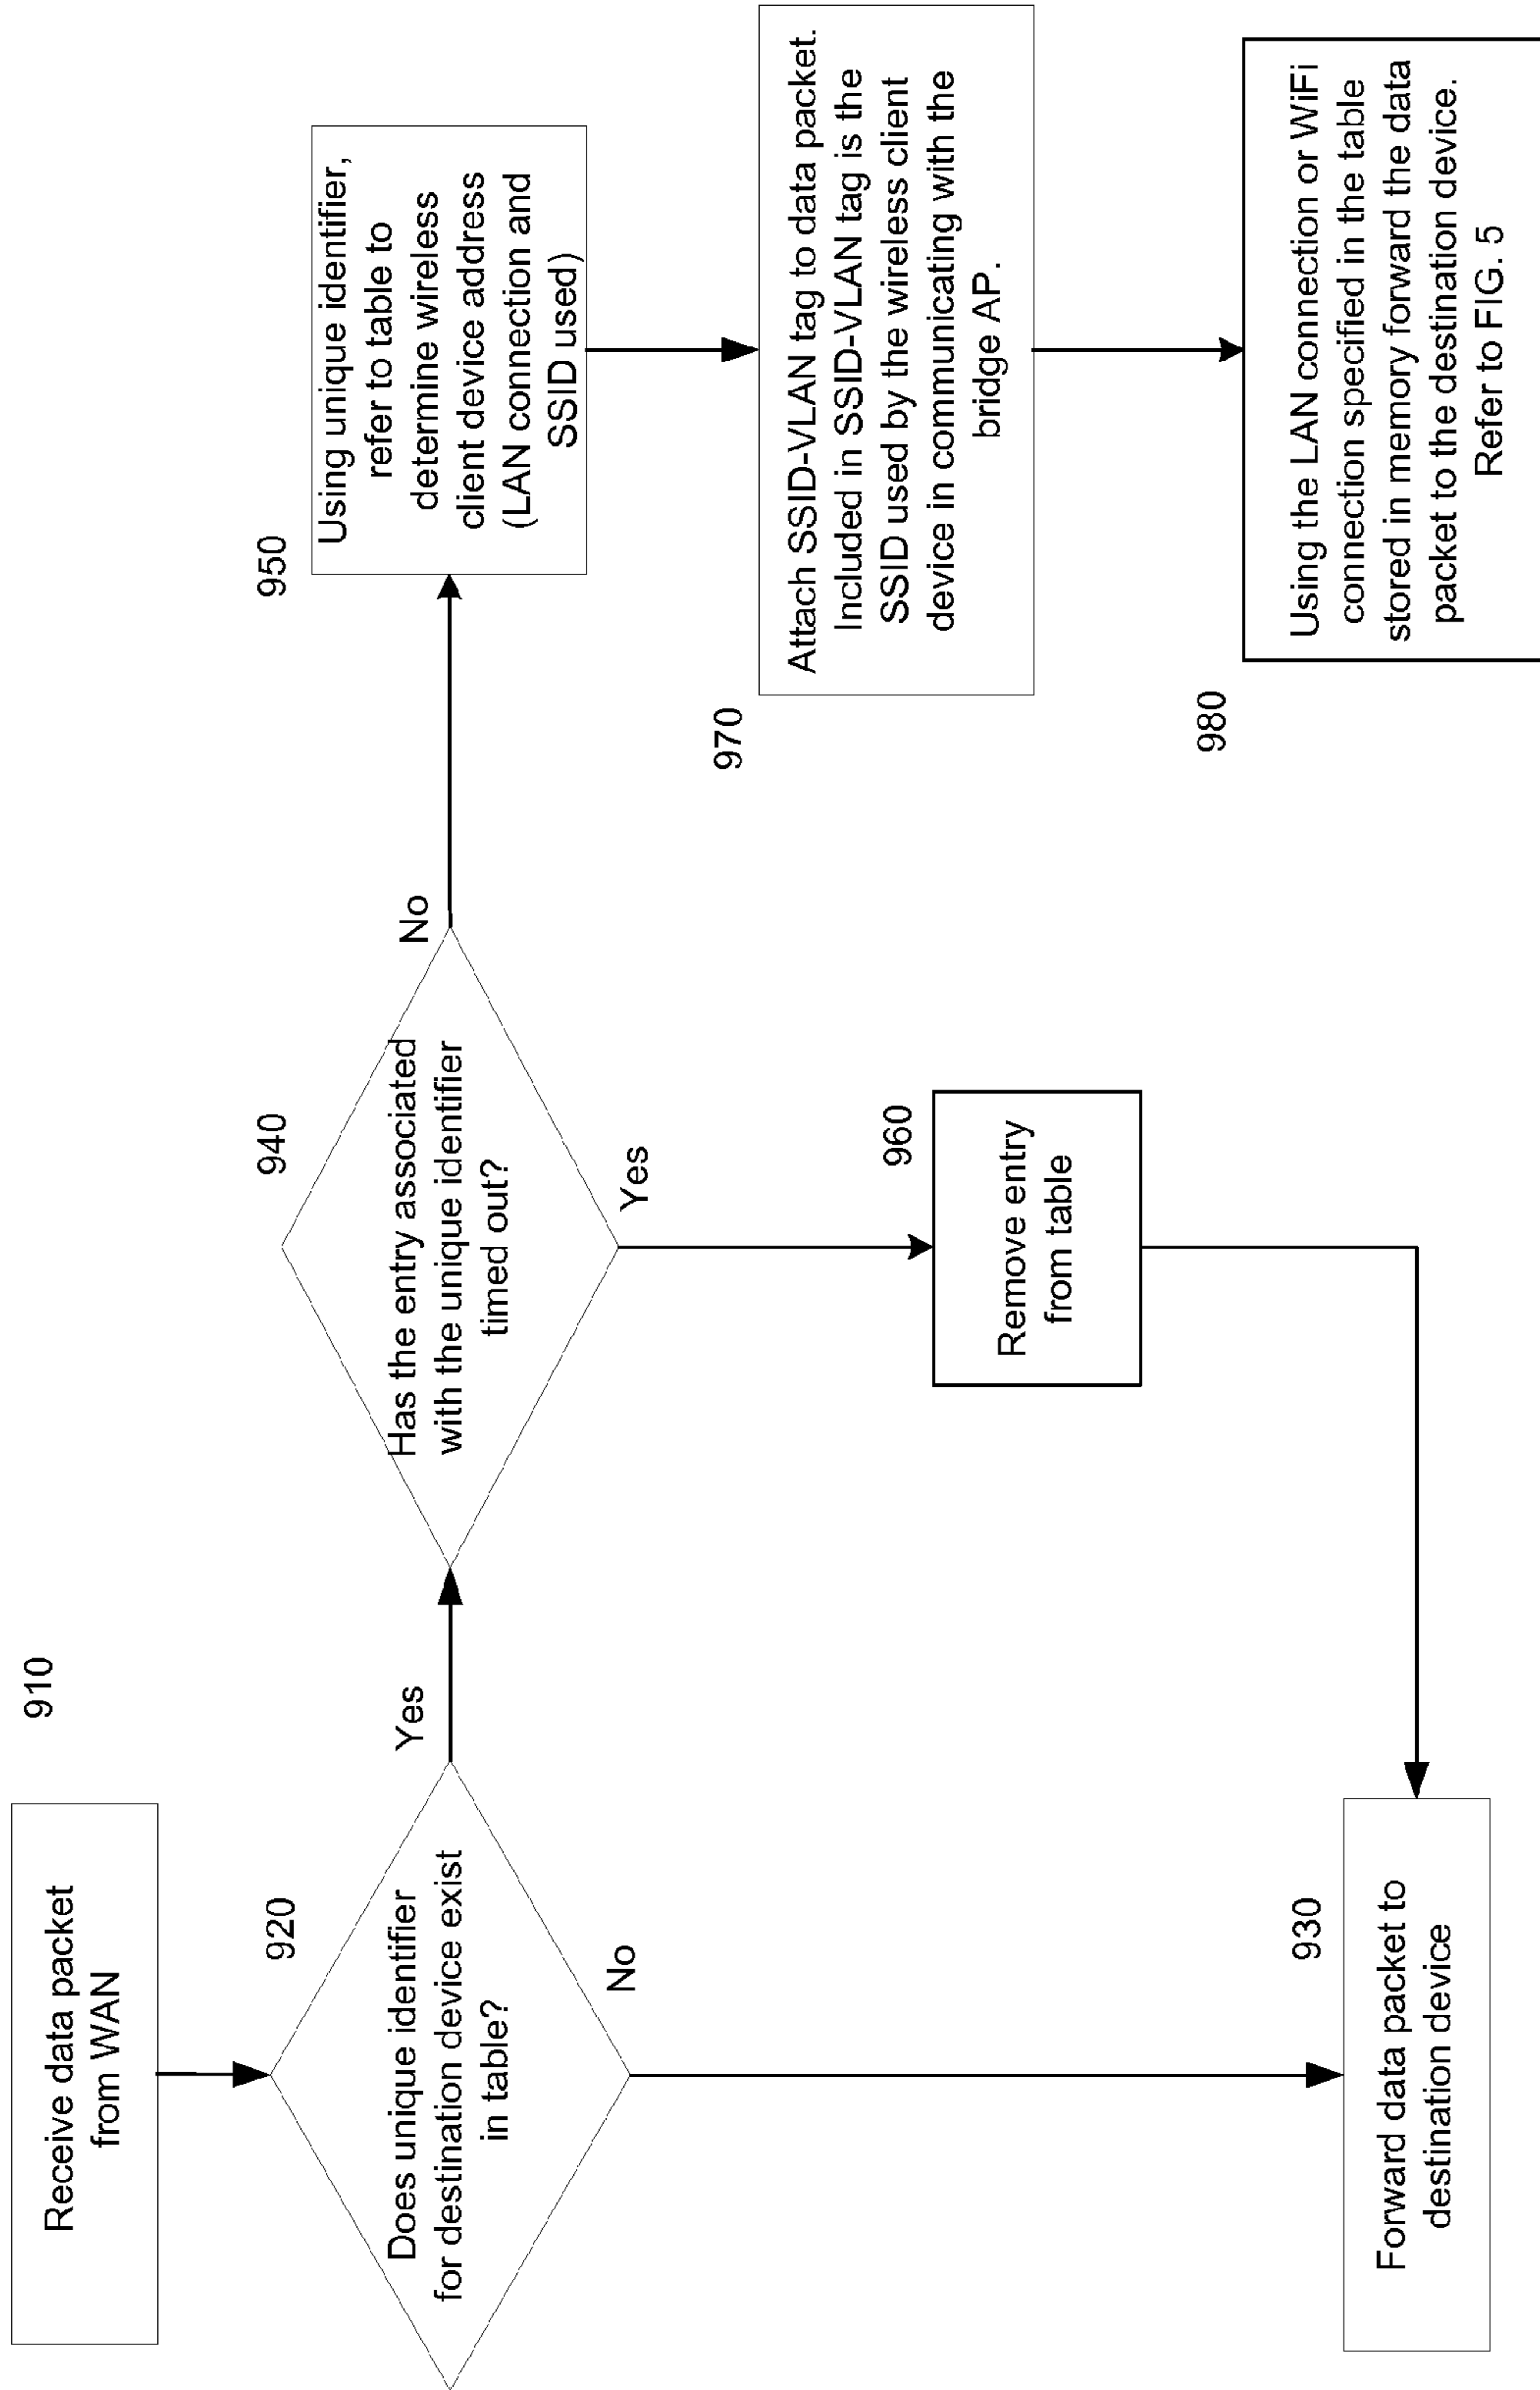 910
Receive data packet
from WAN
920
Does unique identifier
for destination device exist
in table?
Yes
No
930
Forward data packet to
destination device
940
Has the entry associated
with the unique identifier
timed out?
No
Yes
960
Remove entry
from table
950
Using unique identifier,
refer to table to
determine wireless
client device address
(LAN connection and
SSID used)
970
Attach SSID-VLAN tag to data packet.
Included in SSID-VLAN tag is the
SSID used by the wireless client
device in communicating with the
bridge AP.
980
Using the LAN connection or WiFi
connection specified in the table
stored in memory forward the data
packet to the destination device.
Refer to FIG. 5